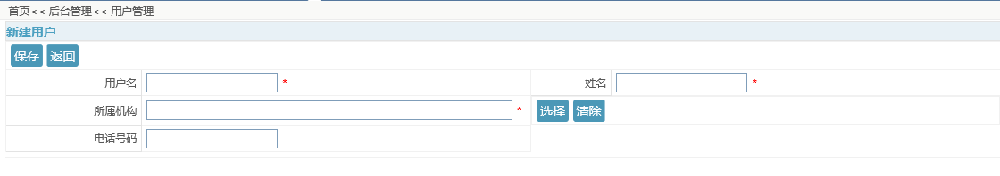 首页<< 后台管理<< 用户管理
新建用户
保存 返回
用户名 * 姓名 *
所属机构 * 选择 清除
电话号码